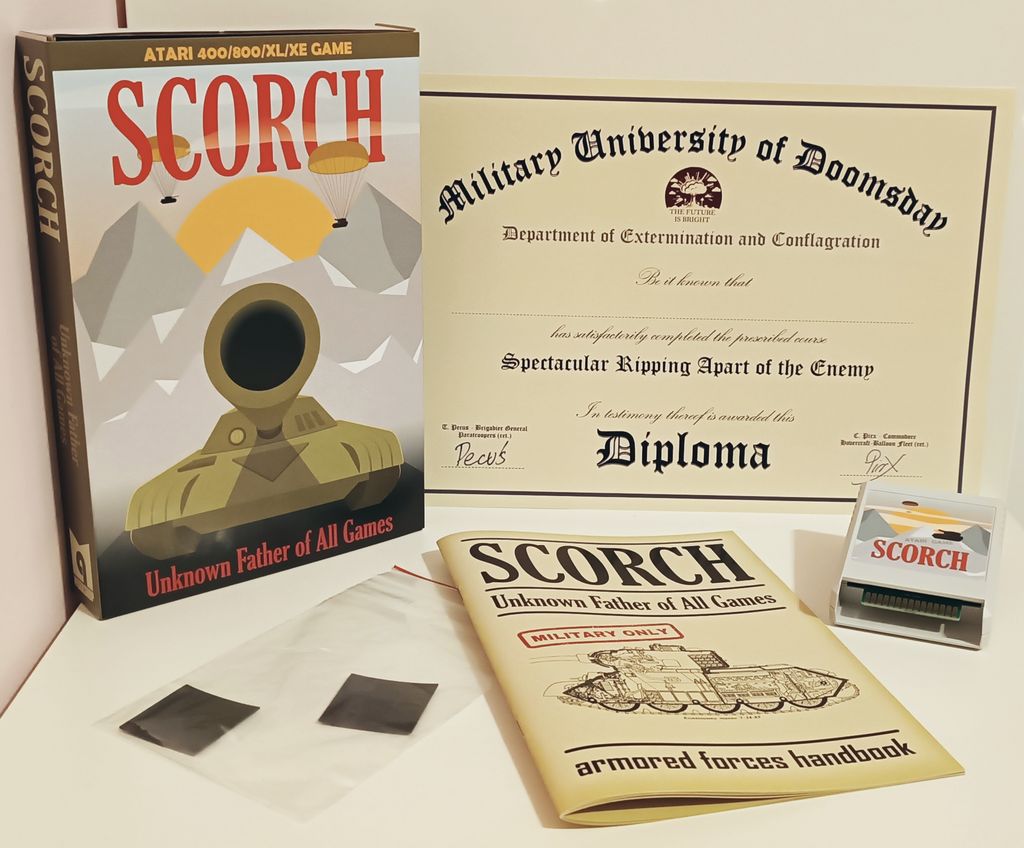 ATARI 400/800/XL/XE GAME
SCORCH
Unknown Father of All Games
SCORCH
Unknown Father
of All Games
Military University of Doomsday
THE FUTURE
IS BRIGHT
Department of Extermination and Conflagration
Be it known that
has satisfactorily completed the prescribed course
Spectacular Ripping Apart of the Enemy
In testimony thereof is awarded this
Diploma
T. Pecus - Brigadier General
Paratroopers (ret.)
Pecus
C. Pirx - Commodore
Hovercraft-Balloon Fleet (ret.)
Pirx
SCORCH
Unknown Father of All Games
MILITARY ONLY
armored forces handbook
ATARI GAME
SCORCH